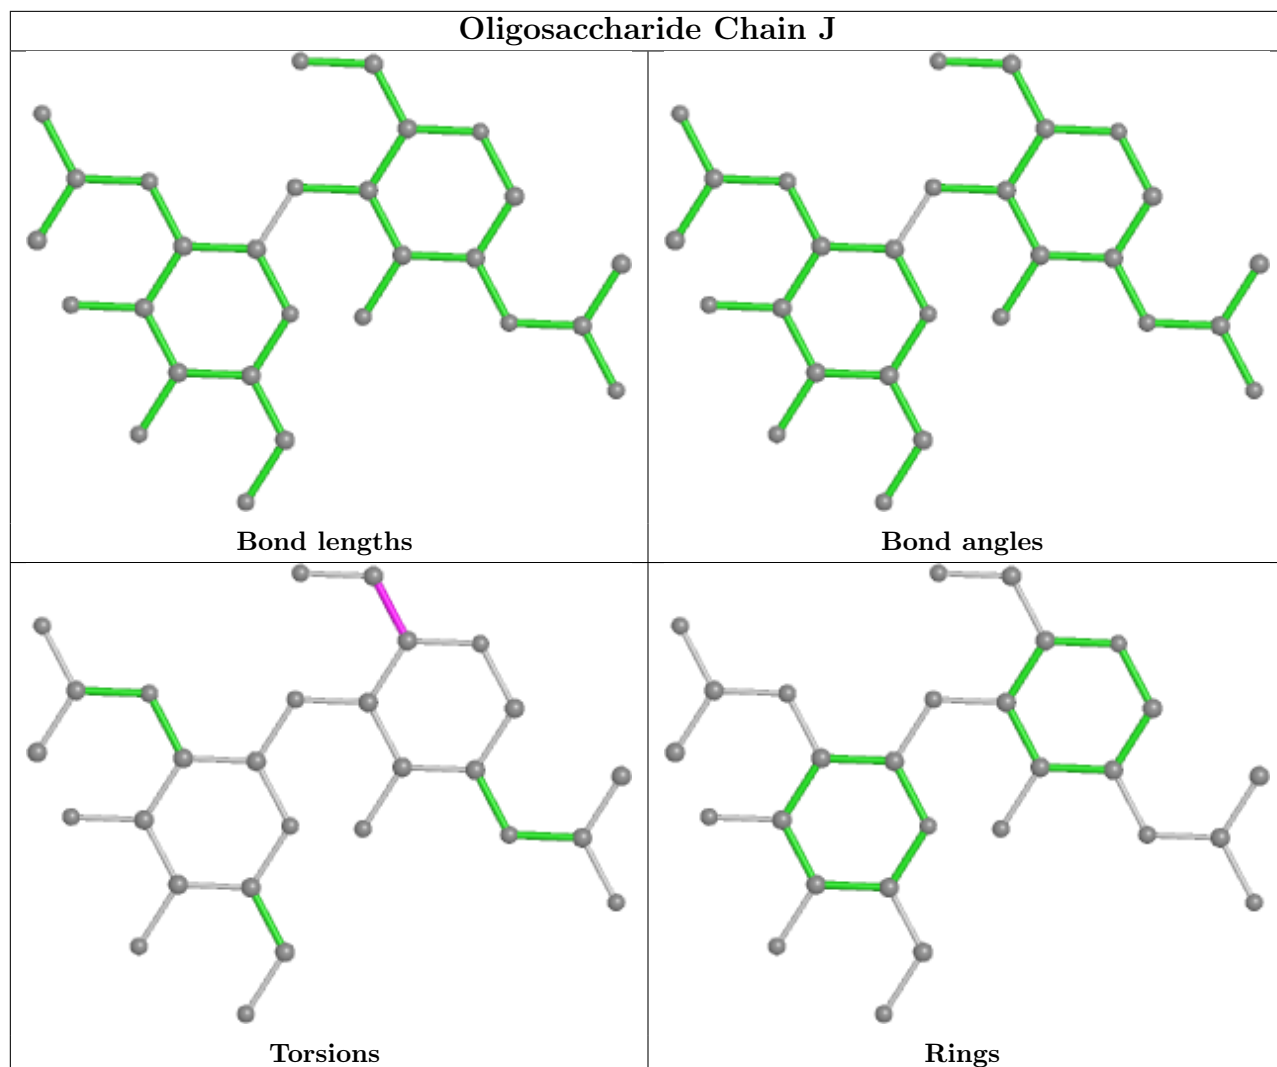 Oligosaccharide Chain J
Bond lengths
Bond angles
Torsions
Rings